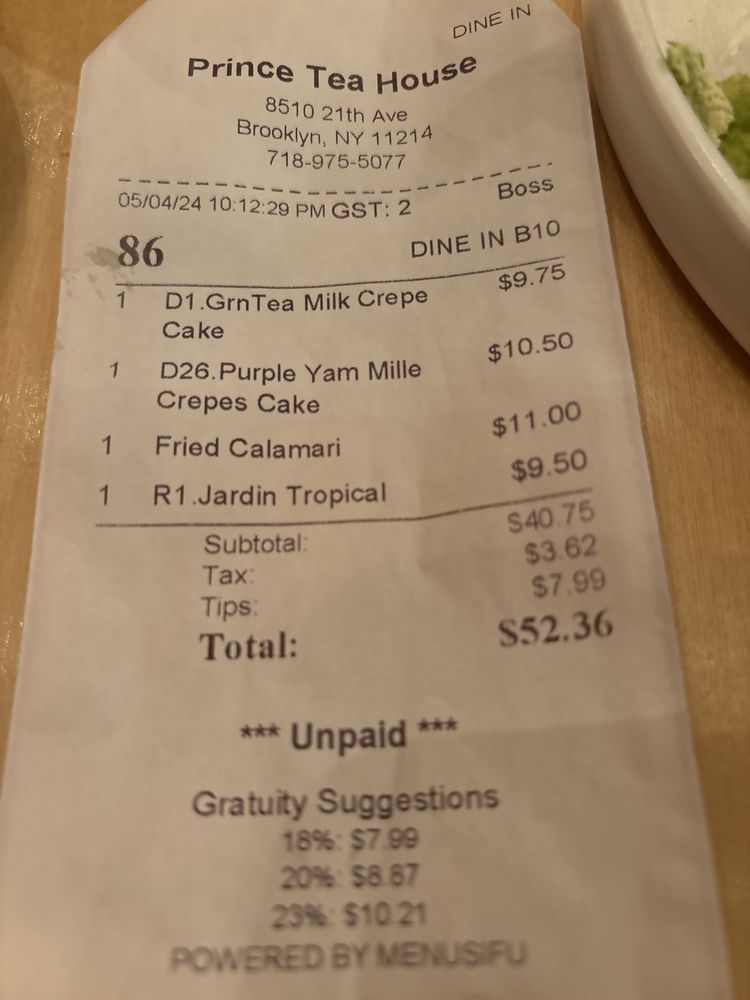 DINE IN
Prince Tea House
8510 21th Ave
Brooklyn, NY 11214
718-975-5077
05/04/24 10:12:29 PM GST: 2 Boss
86 DINE IN B10
1 D1.GrnTea Milk Crepe Cake $9.75
1 D26.Purple Yam Mille Crepes Cake $10.50
1 Fried Calamari $11.00
1 R1.Jardin Tropical $9.50
Subtotal: $40.75
Tax: $3.62
Tips: $7.99
Total: $52.36
*** Unpaid ***
Gratuity Suggestions
18%: $7.99
20%: $8.87
23%: $10.21
POWERED BY MENUSIFU